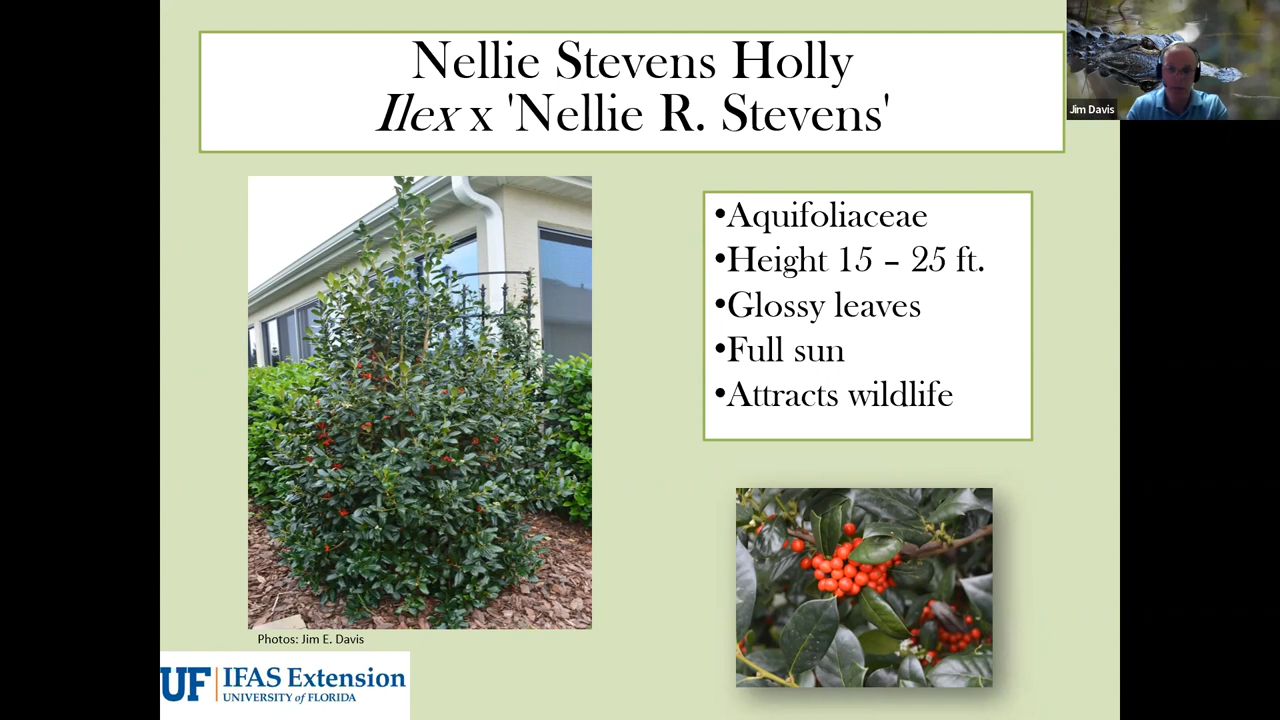 Nellie Stevens Holly
Ilex x 'Nellie R. Stevens'
Jim Davis
•Aquifoliaceae
•Height 15 – 25 ft.
•Glossy leaves
•Full sun
•Attracts wildlife
Photos: Jim E. Davis
UF IFAS Extension
UNIVERSITY of FLORIDA